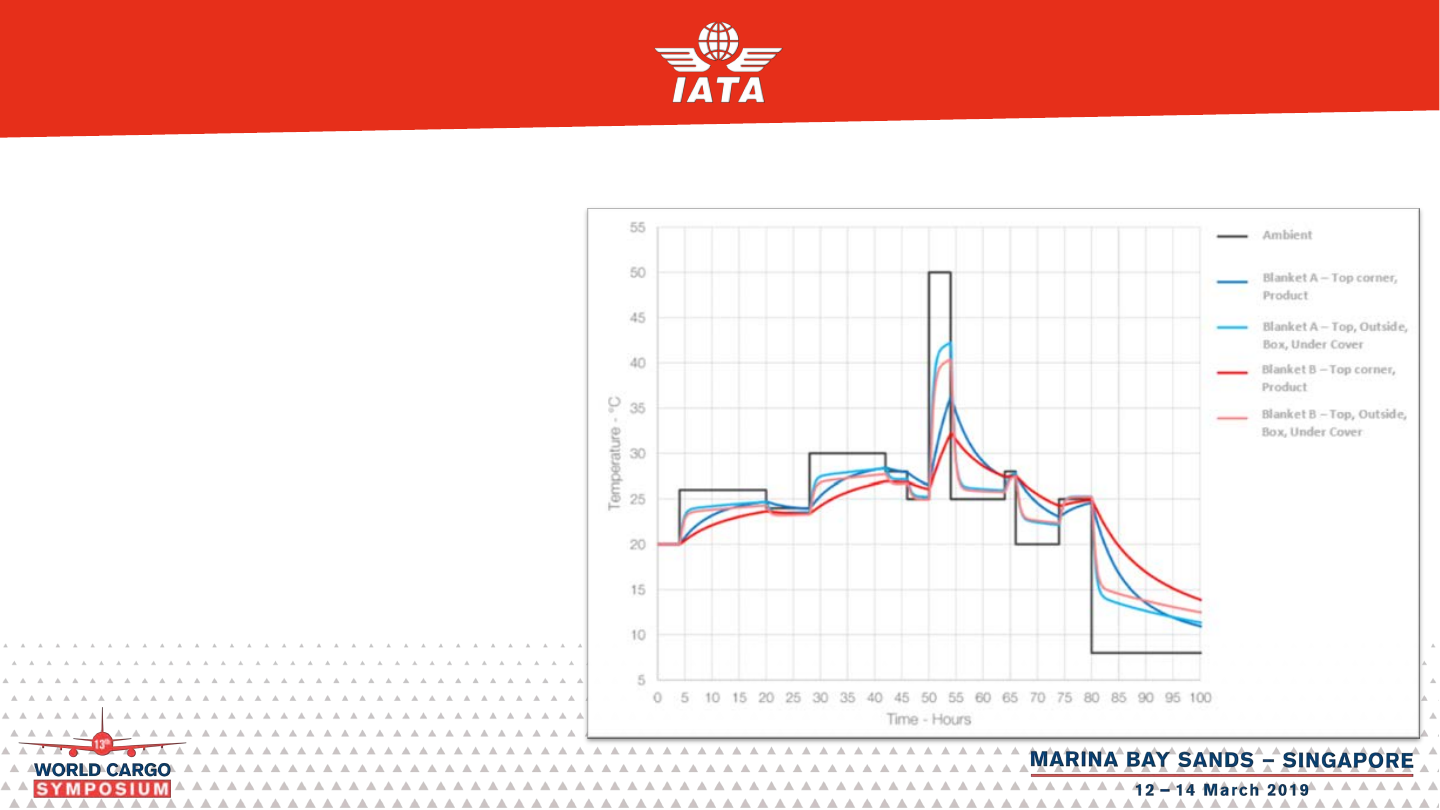 IATA
55
50
45
40
35
30
25
20
15
10
5
Temperature - °C
0 5 10 15 20 25 30 35 40 45 50 55 60 65 70 75 80 85 90 95 100
Time - Hours
Ambient
Blanket A – Top corner,
Product
Blanket A – Top, Outside,
Box, Under Cover
Blanket B – Top corner,
Product
Blanket B – Top, Outside,
Box, Under Cover
13th
WORLD CARGO
SYMPOSIUM
MARINA BAY SANDS – SINGAPORE
12 – 14 March 2019